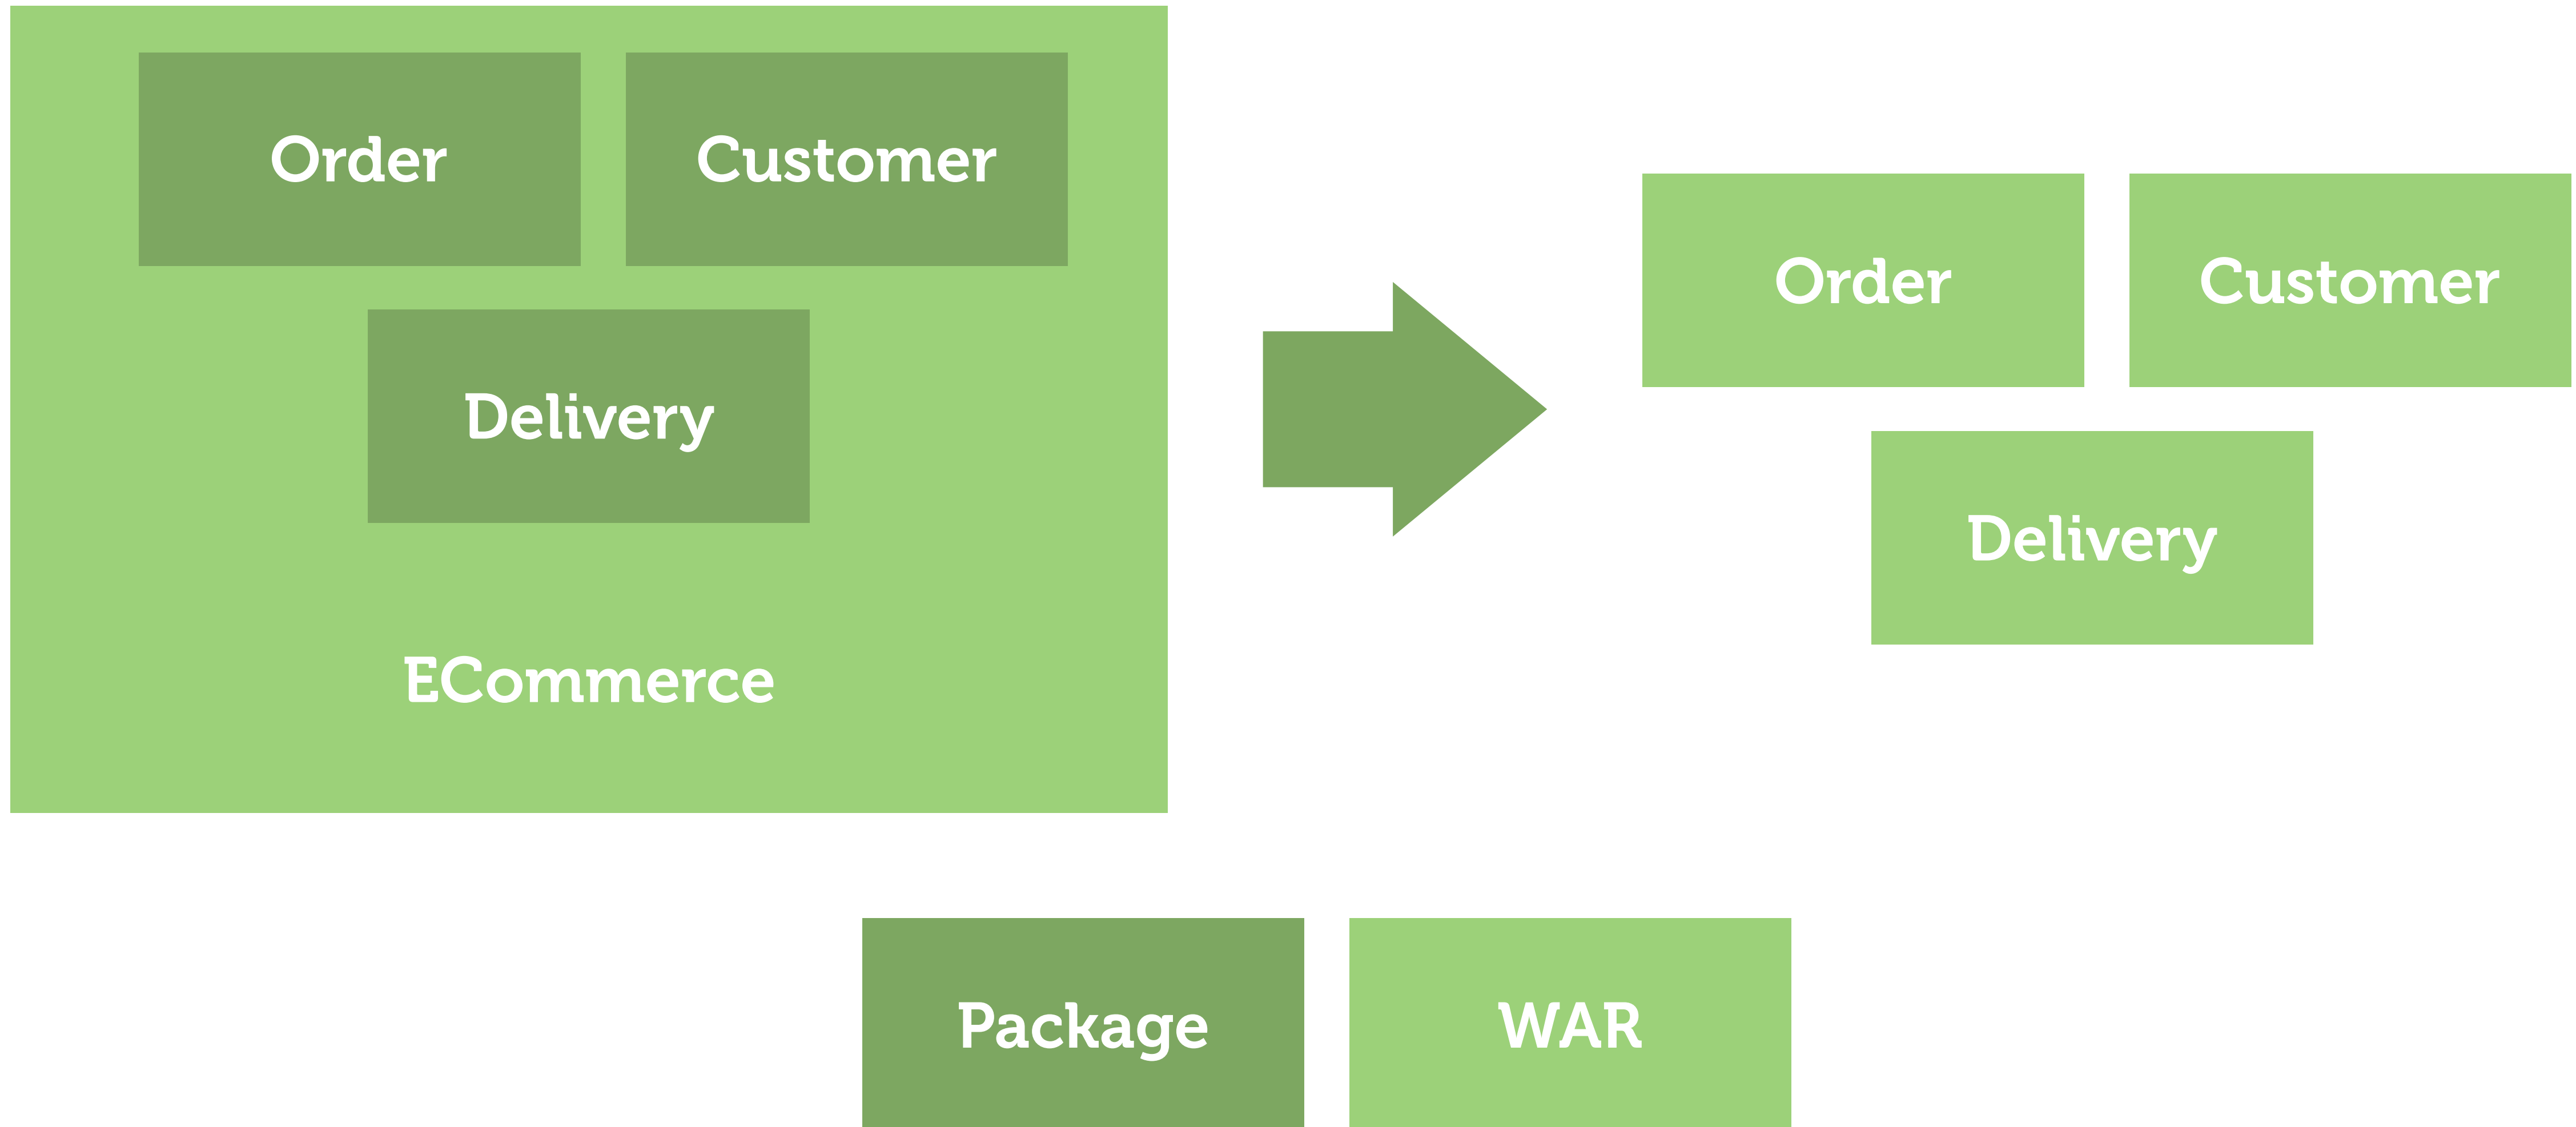 Order
Customer
Delivery
ECommerce
Order
Customer
Delivery
Package
WAR